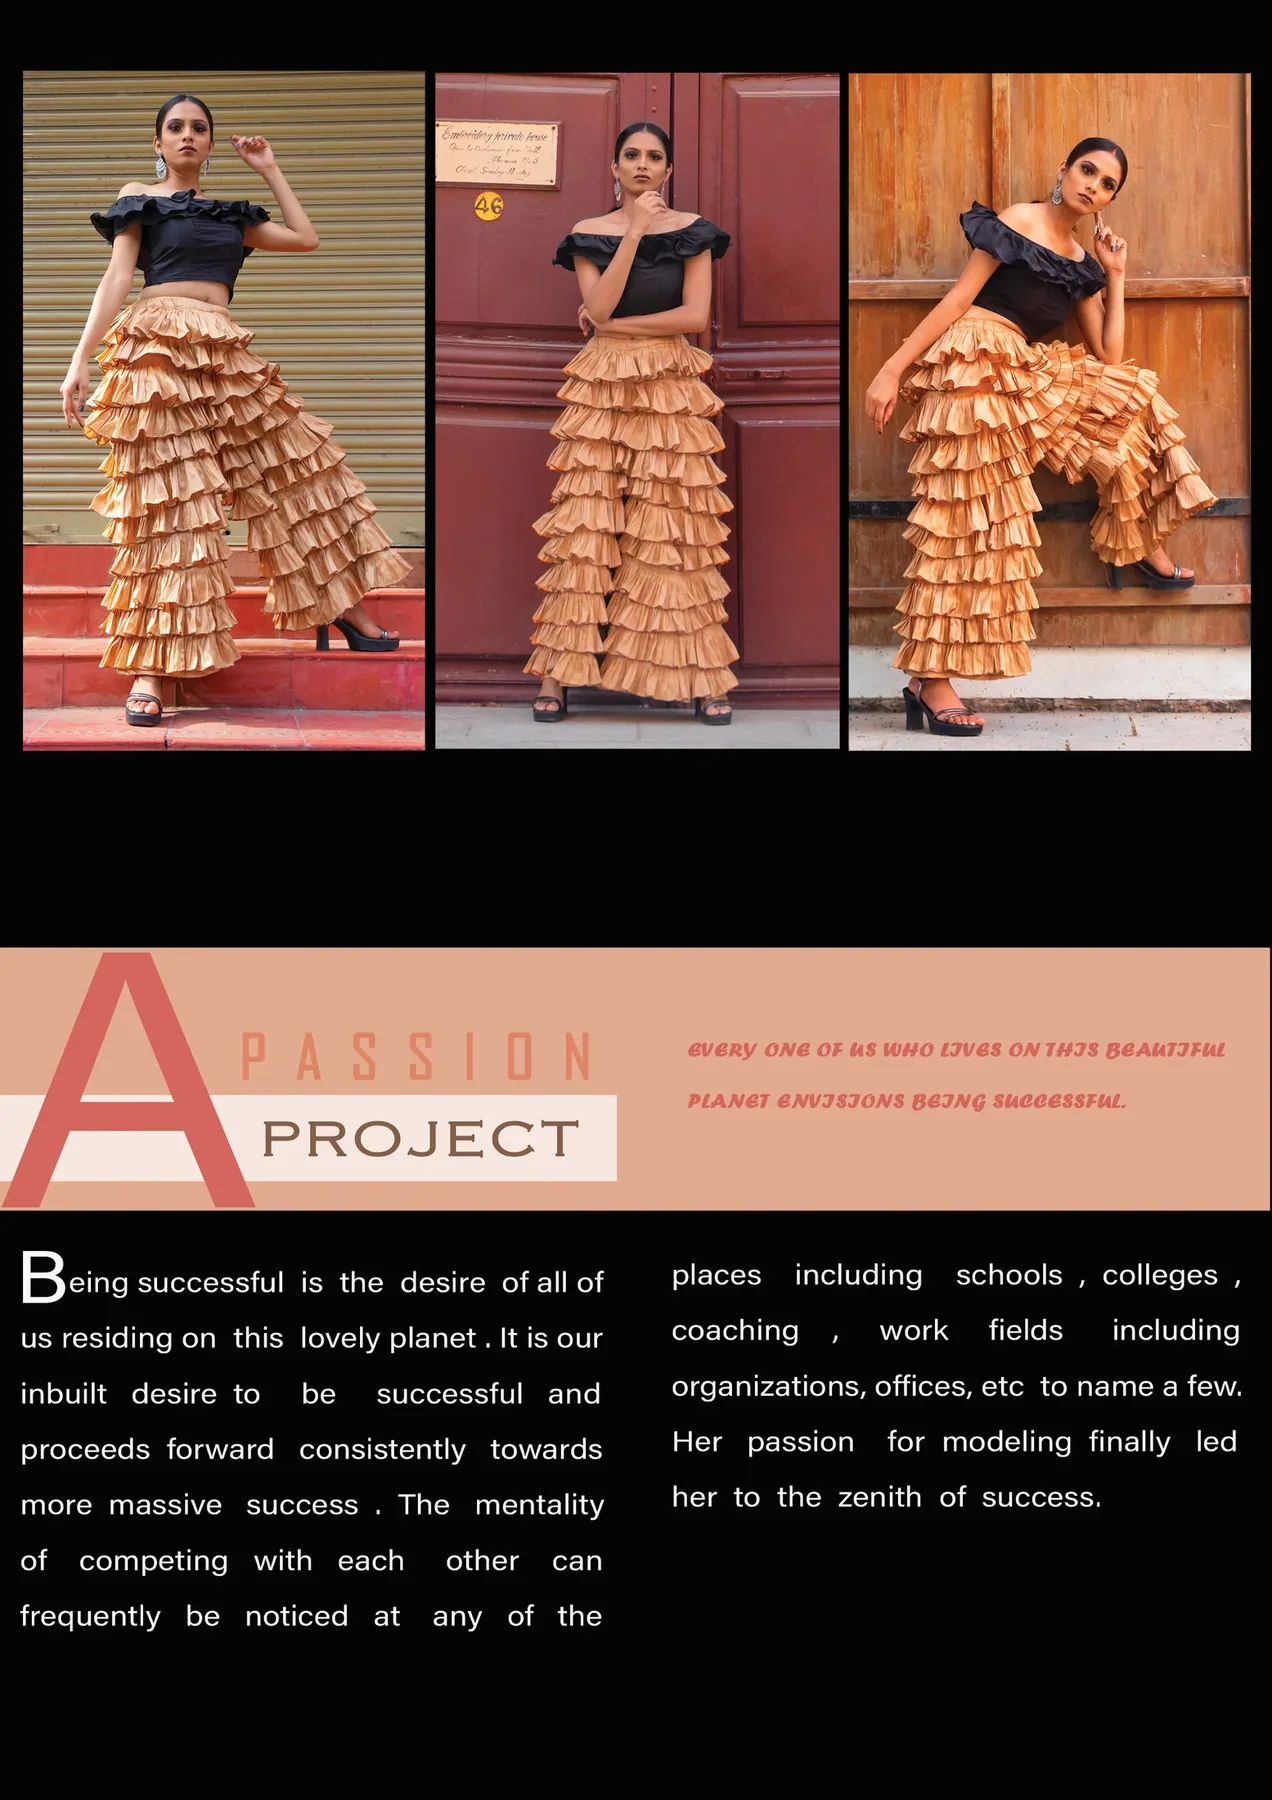 Embroidery private house
46
A PASSION
PROJECT
EVERY ONE OF US WHO LIVES ON THIS BEAUTIFUL
PLANET ENVISIONS BEING SUCCESSFUL.
Being successful is the desire of all of
us residing on this lovely planet . It is our
inbuilt desire to be successful and
proceeds forward consistently towards
more massive success . The mentality
of competing with each other can
frequently be noticed at any of the
places including schools , colleges ,
coaching , work fields including
organizations, offices, etc to name a few.
Her passion for modeling finally led
her to the zenith of success.